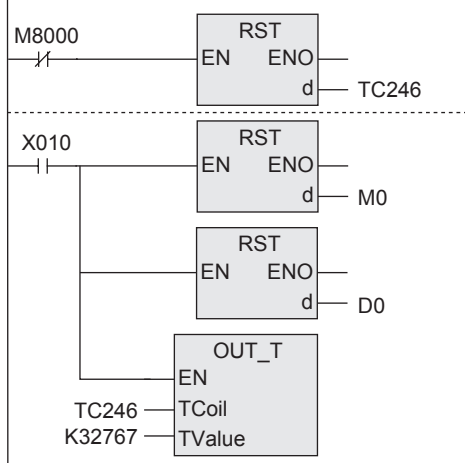 M8000
RST
EN ENO
d TC246
X010
RST
EN ENO
d M0
RST
EN ENO
d D0
OUT_T
EN
TC246 TCoil
K32767 TValue